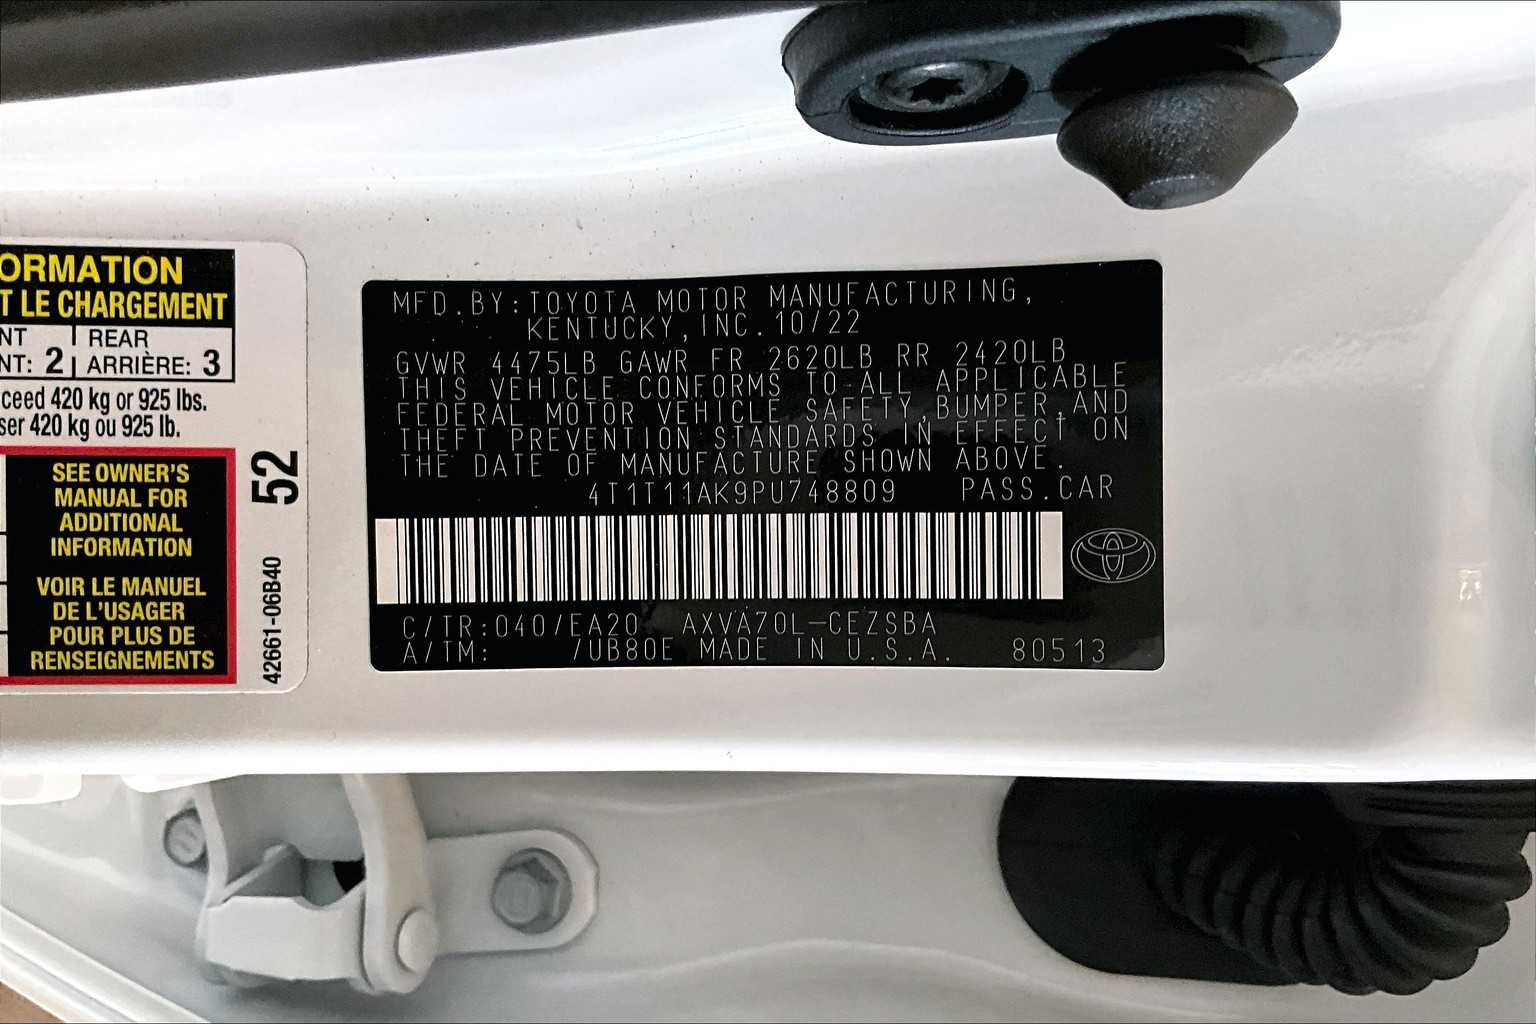 ORMATION
T LE CHARGEMENT
NT REAR
NT: 2 ARRIÈRE: 3
ceed 420 kg or 925 lbs.
ser 420 kg ou 925 lb.
SEE OWNER'S
MANUAL FOR
ADDITIONAL
INFORMATION
VOIR LE MANUEL
DE L'USAGER
POUR PLUS DE
RENSEIGNEMENTS
52
42661-06B40
MFD.BY:TOYOTA MOTOR MANUFACTURING,
KENTUCKY,INC.10/22
GVWR 4475LB GAWR FR 2620LB RR 2420LB
THIS VEHICLE CONFORMS TO ALL APPLICABLE
FEDERAL MOTOR VEHICLE SAFETY,BUMPER,AND
THEFT PREVENTION STANDARDS IN EFFECT ON
THE DATE OF MANUFACTURE SHOWN ABOVE.
4T1T11AK9PU748809 PASS.CAR
C/TR:040/EA20 AXVA70L-CEZSBA
A/TM: /UB80E MADE IN U.S.A. 80513